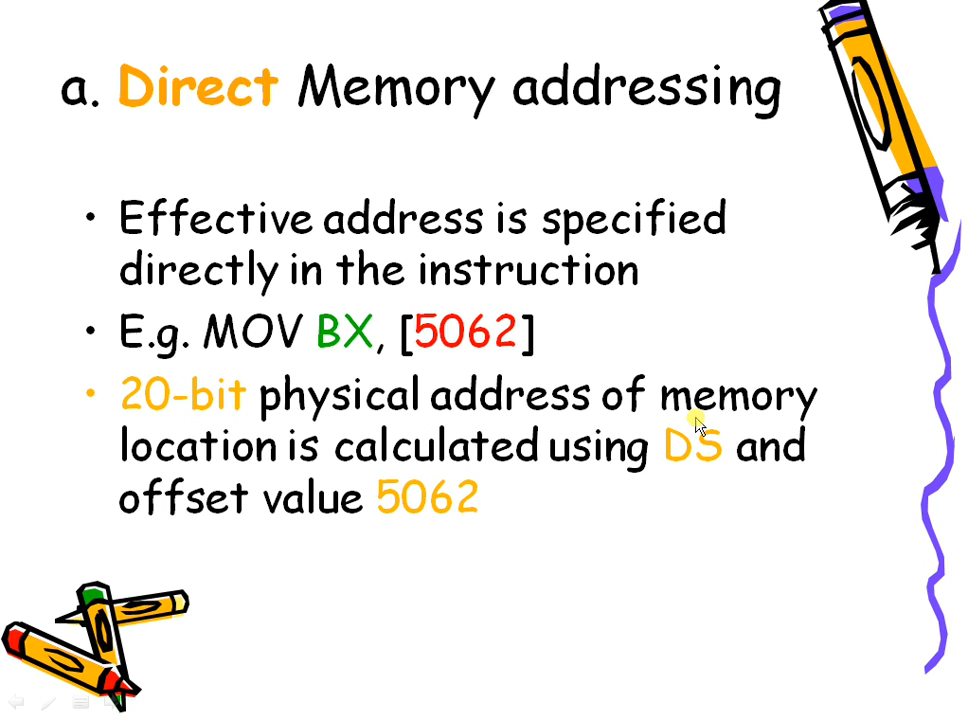 a. Direct Memory addressing
• Effective address is specified
directly in the instruction
• E.g. MOV BX, [5062]
• 20-bit physical address of memory
location is calculated using DS and
offset value 5062